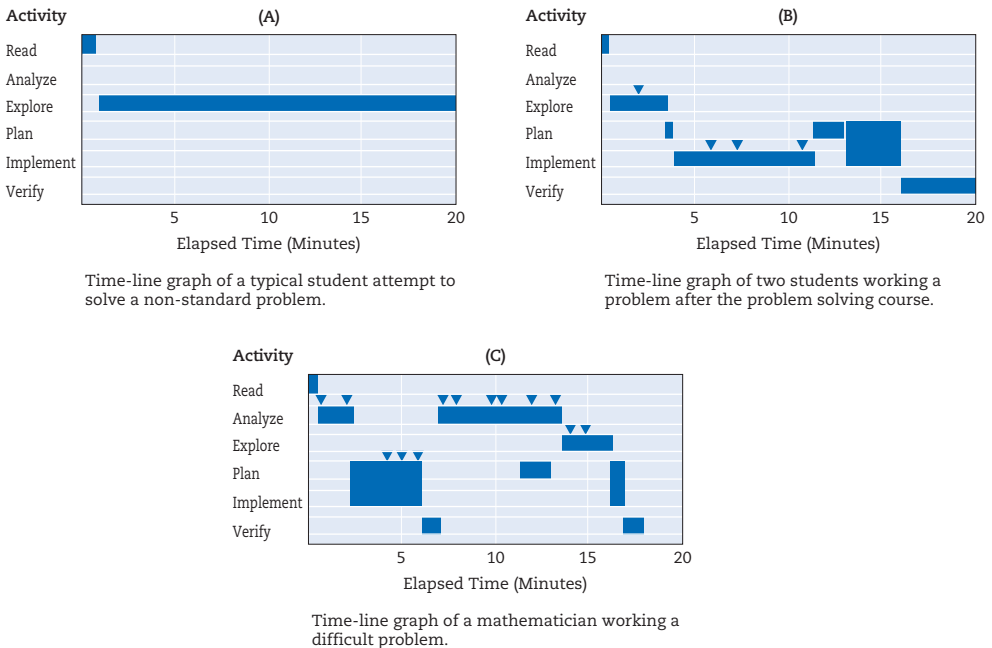 Activity (A)
Read
Analyze
Explore
Plan
Implement
Verify
5 10 15 20
Elapsed Time (Minutes)
Time-line graph of a typical student attempt to
solve a non-standard problem.
Activity (B)
Read
Analyze
Explore
Plan
Implement
Verify
5 10 15 20
Elapsed Time (Minutes)
Time-line graph of two students working a
problem after the problem solving course.
Activity (C)
Read
Analyze
Explore
Plan
Implement
Verify
5 10 15 20
Elapsed Time (Minutes)
Time-line graph of a mathematician working a
difficult problem.